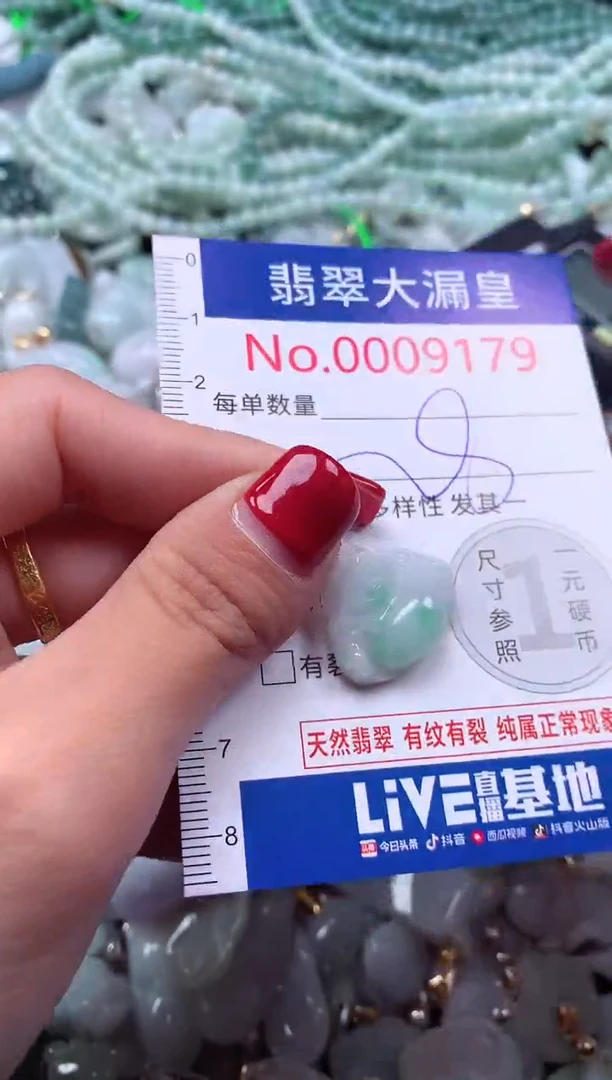 0
翡翠大漏皇
1
No.0009179
2
每单数量
多样性 发其一
尺寸参照
1
一元硬币
有裂
天然翡翠 有纹有裂 纯属正常现象
7
LiVE直播基地
8
今日头条 抖音 西瓜视频 抖音火山版